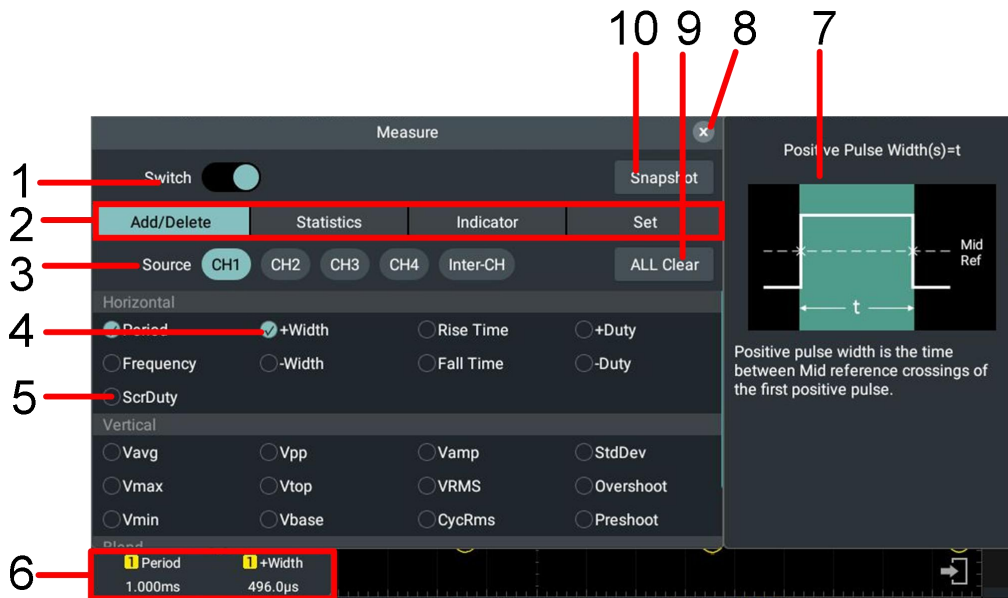 10 9 8 7
Measure x
Positive Pulse Width(s)=t
1 Switch Snapshot
2 Add/Delete Statistics Indicator Set
Mid
Ref
3 Source CH1 CH2 CH3 CH4 Inter-CH ALL Clear
Horizontal
t
4 Period +Width Rise Time +Duty
Frequency -Width Fall Time -Duty
5 ScrDuty
Positive pulse width is the time
between Mid reference crossings of
the first positive pulse.
Vertical
Vavg Vpp Vamp StdDev
Vmax Vtop VRMS Overshoot
Vmin Vbase CycRms Preshoot
6 1 Period 1 +Width
1.000ms 496.0μs